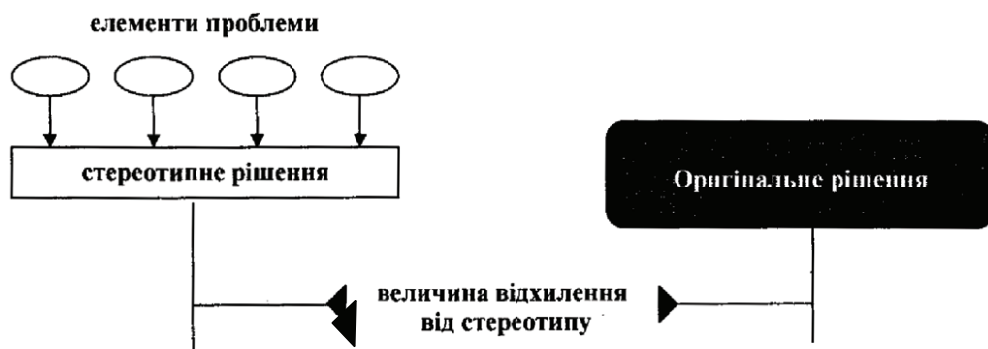 елементи проблеми
стереотипне рішення
Оригінальне рішення
величина відхилення
від стереотипу